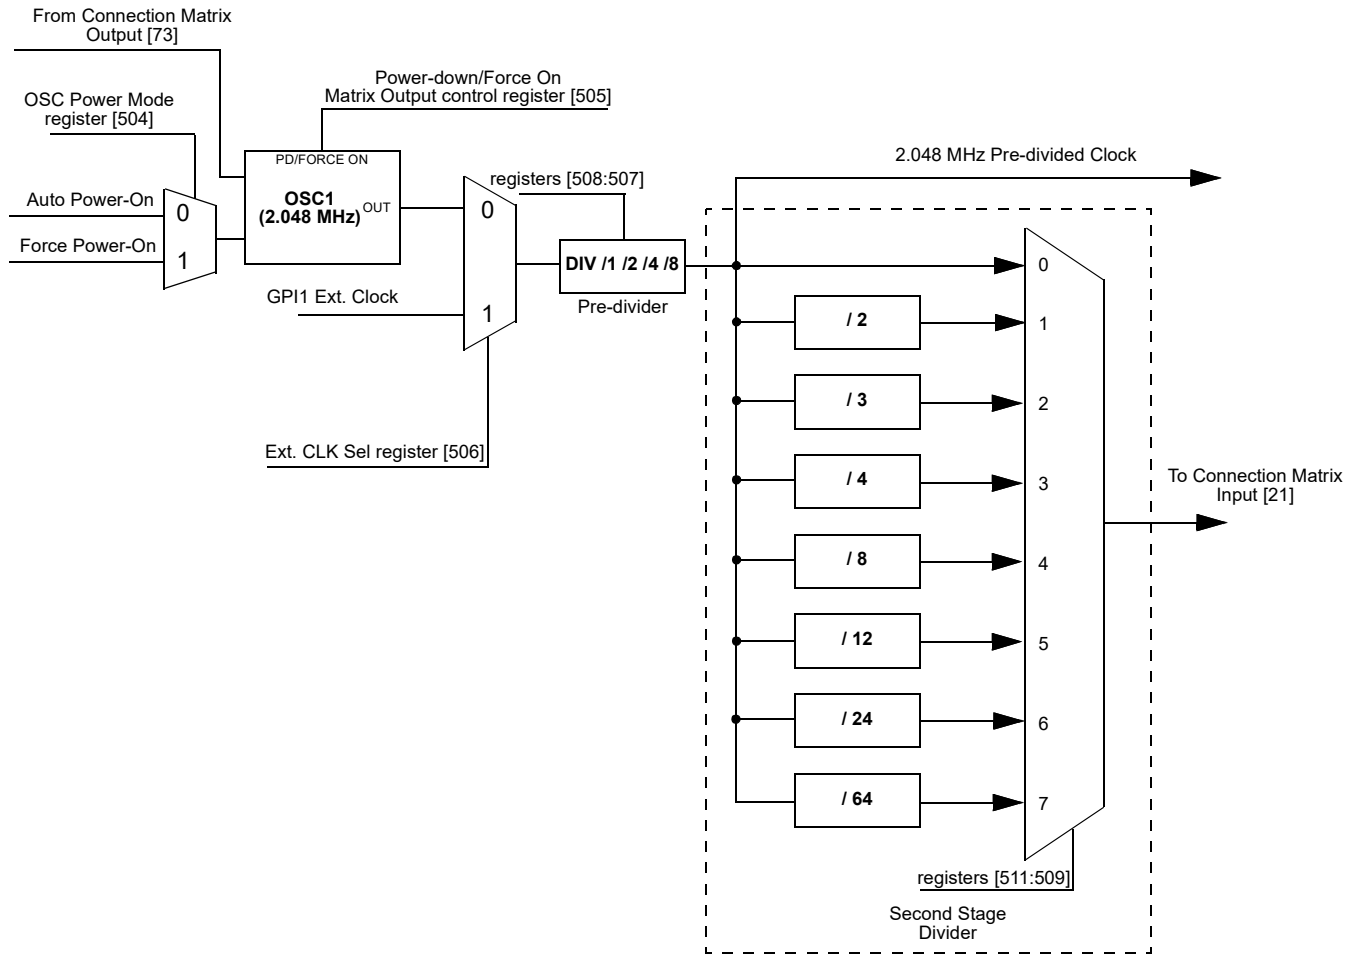 From Connection Matrix
Output [73]
Power-down/Force On
Matrix Output control register [505]
OSC Power Mode
register [504]
2.048 MHz Pre-divided Clock
PD/FORCE ON
registers [508:507]
Auto Power-On
0
OSC1
(2.048 MHz)
OUT
0
Force Power-On
1
DIV /1 /2 /4 /8
0
GPI1 Ext. Clock
1
Pre-divider
/ 2
1
/ 3
2
Ext. CLK Sel register [506]
/ 4
3
To Connection Matrix
Input [21]
/ 8
4
/ 12
5
/ 24
6
/ 64
7
registers [511:509]
Second Stage
Divider